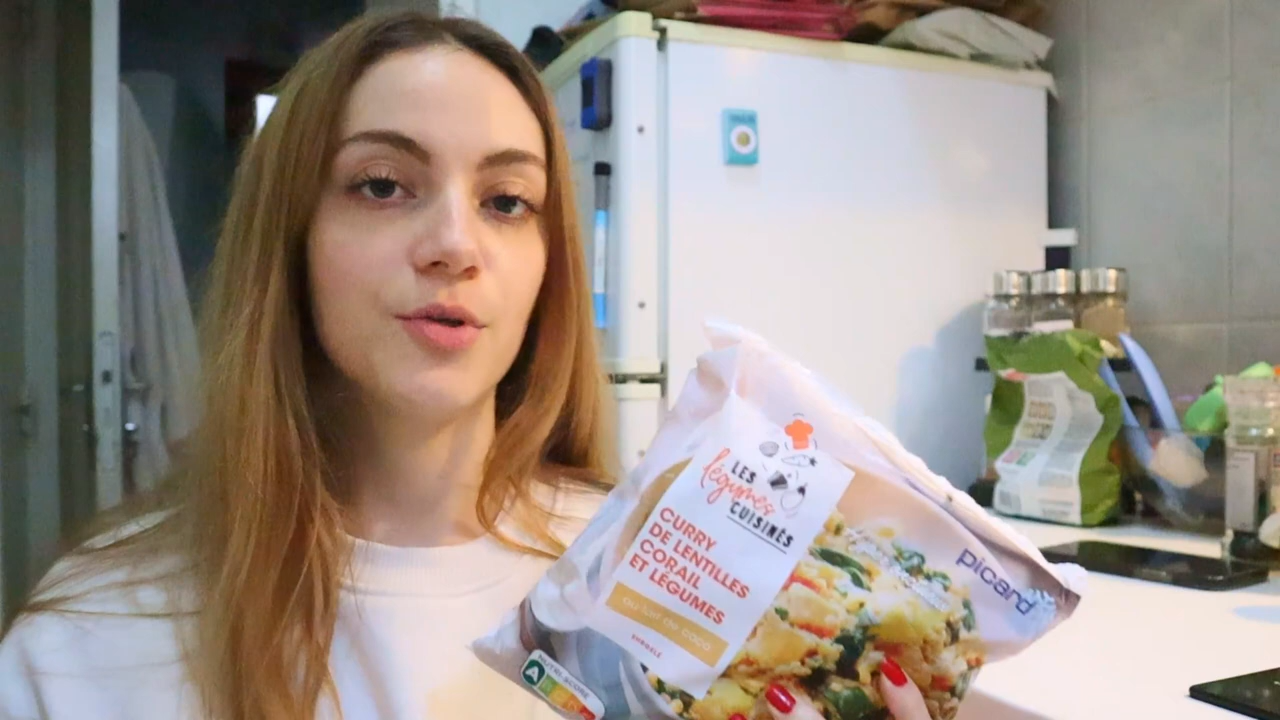 LES
légumes
CUISINÉS
CURRY
DE LENTILLES
CORAIL
ET LÉGUMES
au lait de coco
SURGELÉ
picard
NUTRI-SCORE
A